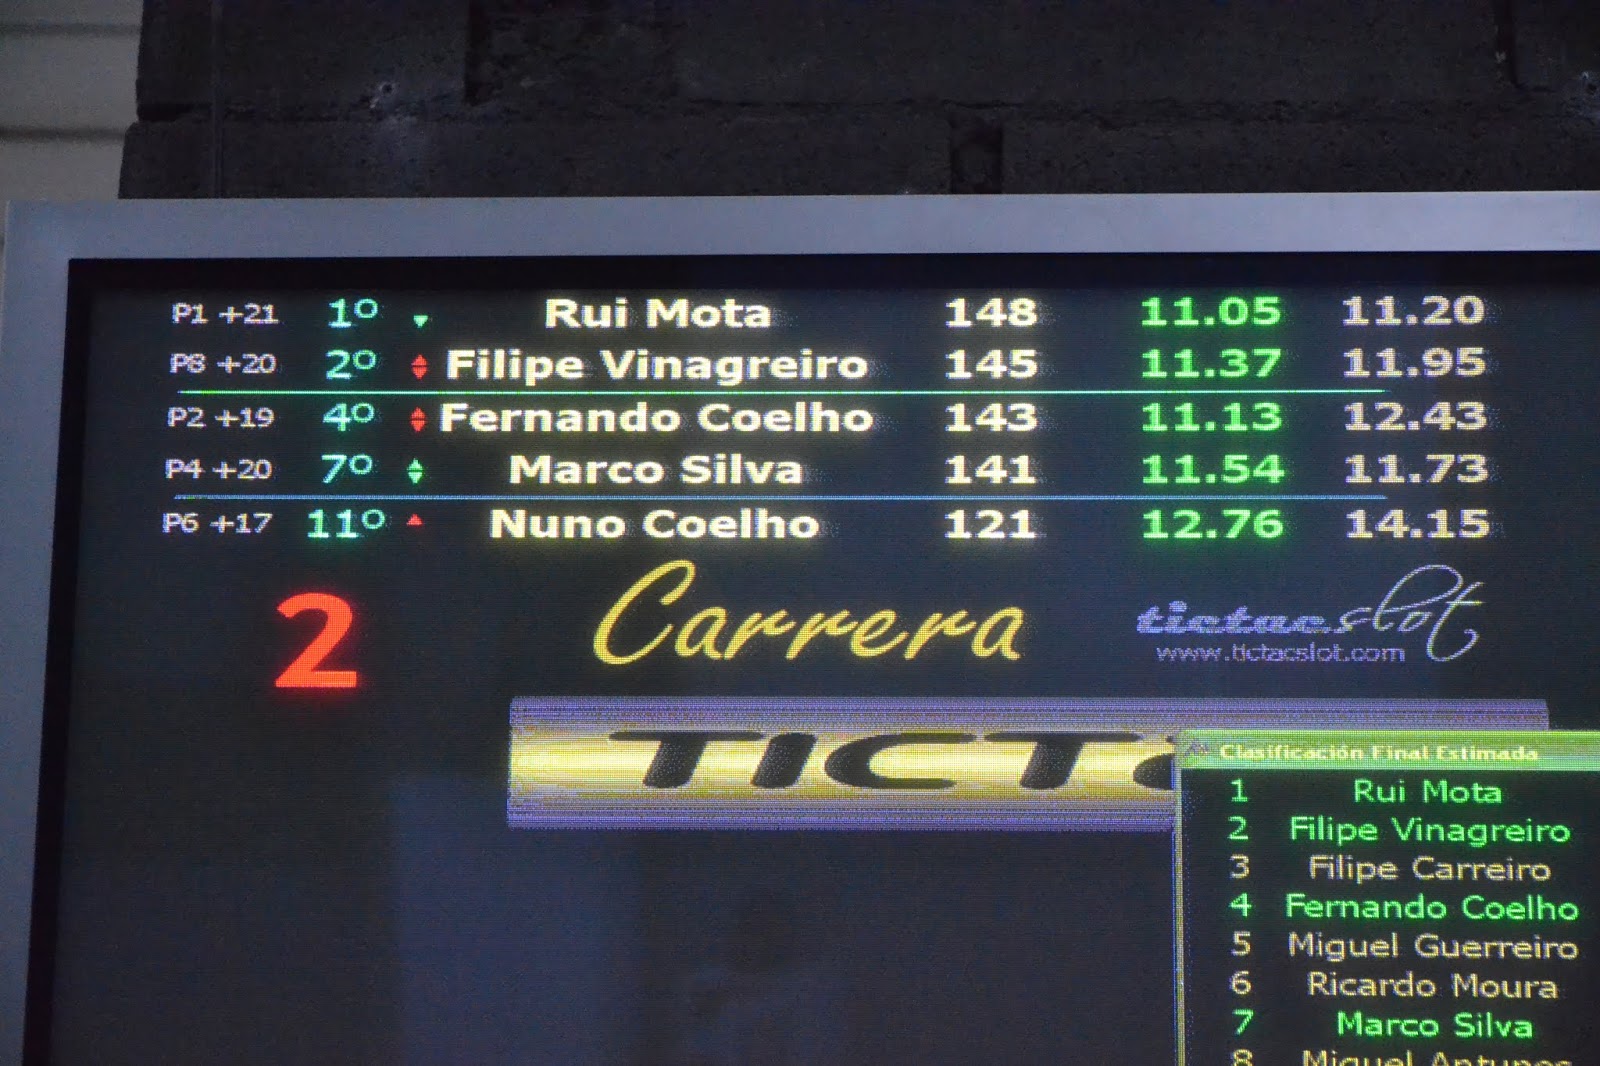 P1 +21 1º Rui Mota 148 11.05 11.20
P8 +20 2º Filipe Vinagreiro 145 11.37 11.95
P2 +19 4º Fernando Coelho 143 11.13 12.43
P4 +20 7º Marco Silva 141 11.54 11.73
P6 +17 11º Nuno Coelho 121 12.76 14.15
2 Carrera tictacslot
www.tictacslot.com
TICT
Clasificación Final Estimada
1 Rui Mota
2 Filipe Vinagreiro
3 Filipe Carreiro
4 Fernando Coelho
5 Miguel Guerreiro
6 Ricardo Moura
7 Marco Silva
8 Miguel Antunes